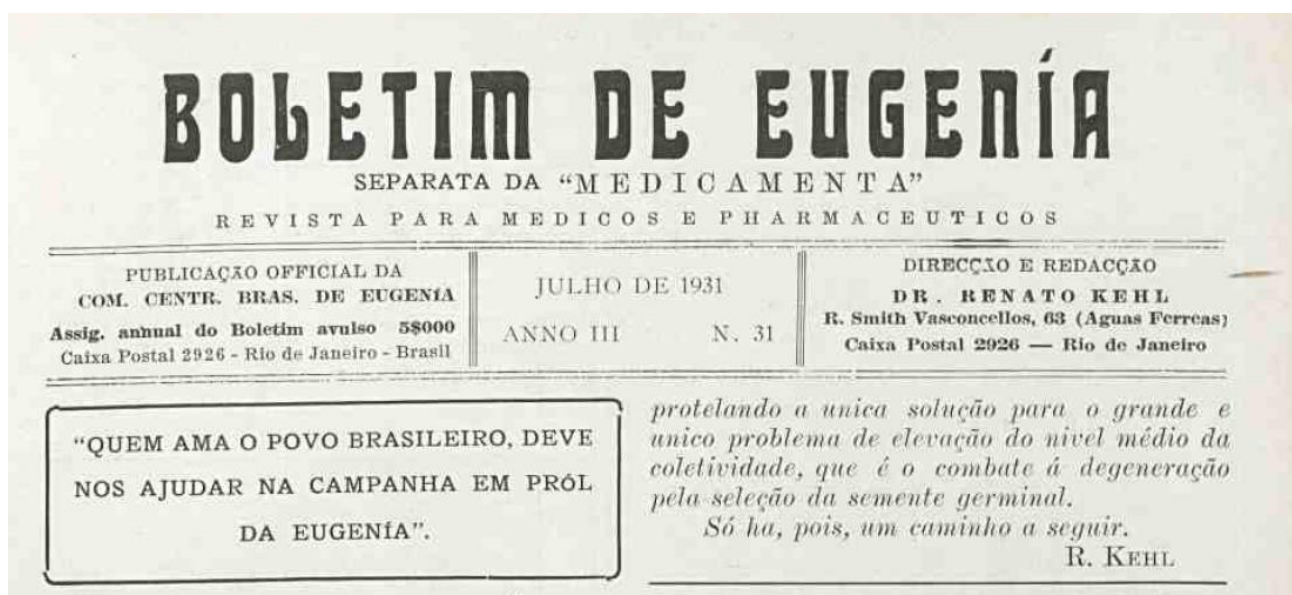 BOLETIM DE EUGENÍA
SEPARATA DA "MEDICAMENTA"
REVISTA PARA MEDICOS E PHARMACEUTICOS
PUBLICAÇÃO OFFICIAL DA
COM. CENTR. BRAS. DE EUGENÍA
Assig. annual do Boletim avulso 5$000
Caixa Postal 2926 - Rio de Janeiro - Brasil
JULHO DE 1931
ANNO III N. 31
DIRECÇÃO E REDACÇÃO
DR. RENATO KEHL
R. Smith Vasconcellos, 63 (Aguas Ferreas)
Caixa Postal 2926 — Rio de Janeiro
"QUEM AMA O POVO BRASILEIRO, DEVE
NOS AJUDAR NA CAMPANHA EM PRÓL
DA EUGENÍA".
protelando a unica solução para o grande e
unico problema de elevação do nivel médio da
coletividade, que é o combate á degeneração
pela seleção da semente germinal.
Só ha, pois, um caminho a seguir.
R. KEHL